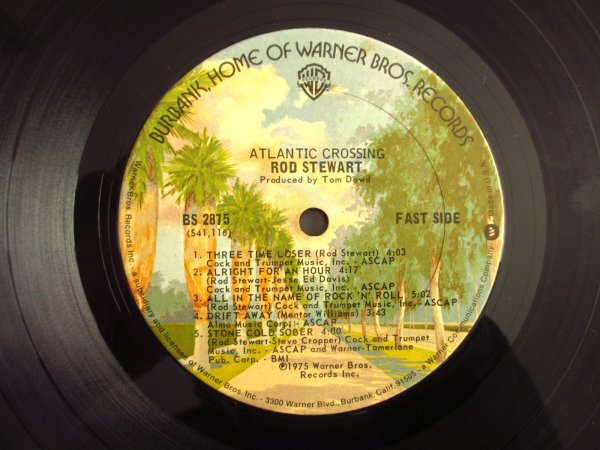 BURBANK, HOME OF WARNER BROS. RECORDS
ATLANTIC CROSSING
ROD STEWART
Produced by Tom Dowd
BS 2875
(S41,116)
FAST SIDE
1. THREE TIME LOSER (Rod Stewart) 4:03
Cock and Trumpet Music, Inc. - ASCAP
2. ALRIGHT FOR AN HOUR 4:17
(Rod Stewart-Jesse Ed Davis)
Cock and Trumpet Music, Inc. - ASCAP
3. ALL IN THE NAME OF ROCK 'N' ROLL 5:02
(Rod Stewart) Cock and Trumpet Music, Inc.-ASCAP
4. DRIFT AWAY (Mentor Williams) 3:43
Almo Music Corp. - ASCAP
5. STONE COLD SOBER 4:00
(Rod Stewart-Steve Cropper) Cock and Trumpet
Music, Inc. - ASCAP and Warner-Tamerlane
Pub. Corp. - BMI
℗1975 Warner Bros.
Records Inc.
Warner Bros. Records Inc., a subsidiary and licensee of Warner Bros. Inc. · 3300 Warner Blvd., Burbank, Calif. 91505 · a Warner Communications Company · Made in U.S.A.